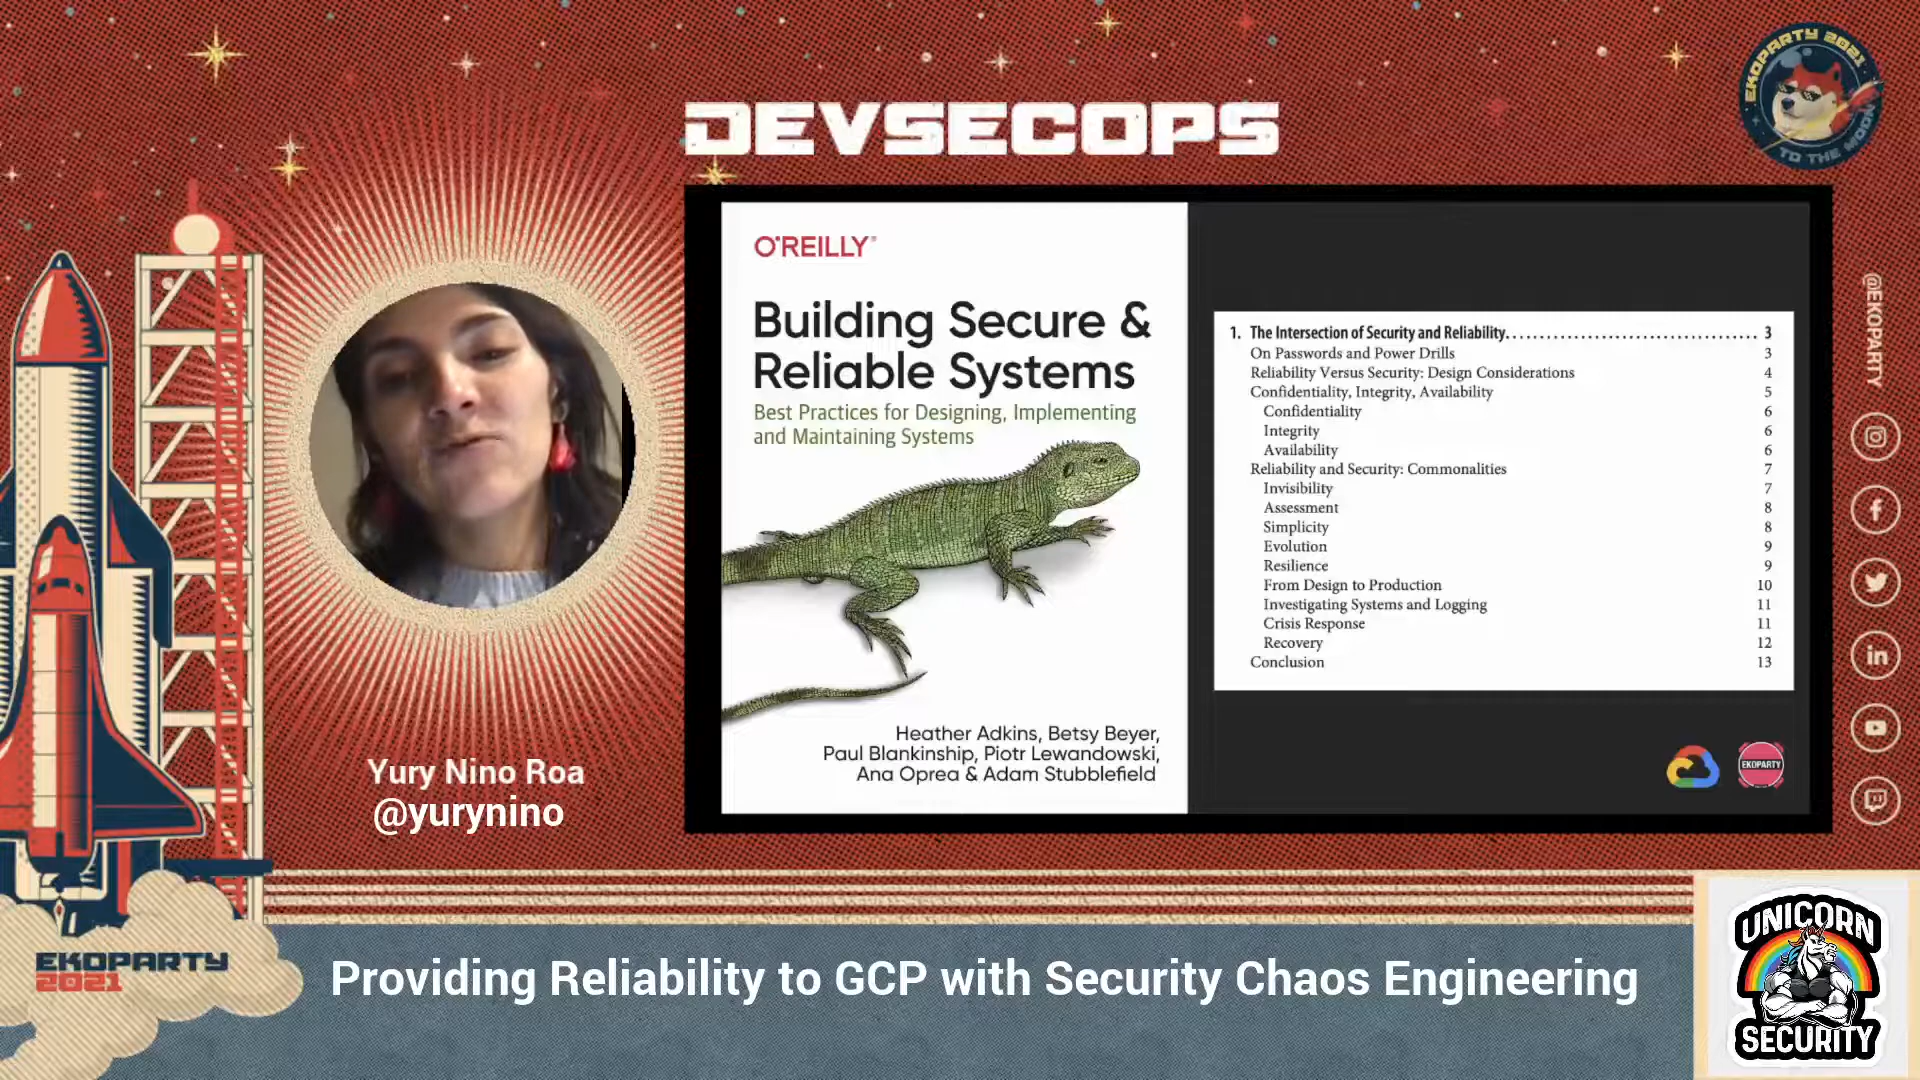 DEVSECOPS
EKOPARTY 2021
TO THE MOON
O'REILLY®
Building Secure &
Reliable Systems
Best Practices for Designing, Implementing
and Maintaining Systems
Heather Adkins, Betsy Beyer,
Paul Blankinship, Piotr Lewandowski,
Ana Oprea & Adam Stubblefield
1. The Intersection of Security and Reliability. . . . . . . . . . . . . . . . . . . . . . . . . . . . . . . . . . . . 3
On Passwords and Power Drills 3
Reliability Versus Security: Design Considerations 4
Confidentiality, Integrity, Availability 5
Confidentiality 6
Integrity 6
Availability 6
Reliability and Security: Commonalities 7
Invisibility 7
Assessment 8
Simplicity 8
Evolution 9
Resilience 9
From Design to Production 10
Investigating Systems and Logging 11
Crisis Response 11
Recovery 12
Conclusion 13
EKOPARTY
@EKOPARTY
Yury Nino Roa
@yurynino
EKOPARTY
2021
Providing Reliability to GCP with Security Chaos Engineering
UNICORN
SECURITY